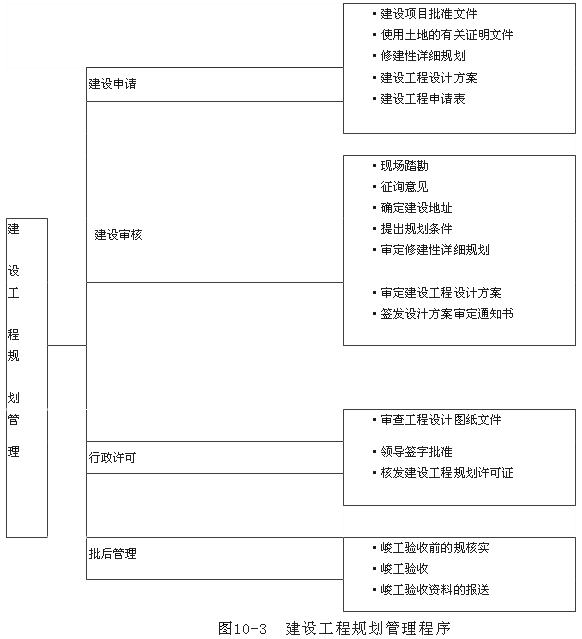 ・建设项目批准文件
・使用土地的有关证明文件
・修建性详细规划
・建设工程设计方案
・建设工程申请表
建设申请
・现场踏勘
・征询意见
・确定建设地址
・提出规划条件
・审定修建性详细规划
・审定建设工程设计方案
・签发设汁方案审定通知书
建设审核
建
设
工
程
规
划
管
理
・审查工程设计图纸文件
・领导签字批准
・核发建设工程规划许可证
行政许可
・峻工验收前的规核实
・峻工验收
・峻工验收资料的报送
批后管理
图10-3 建设工程规划管理程序